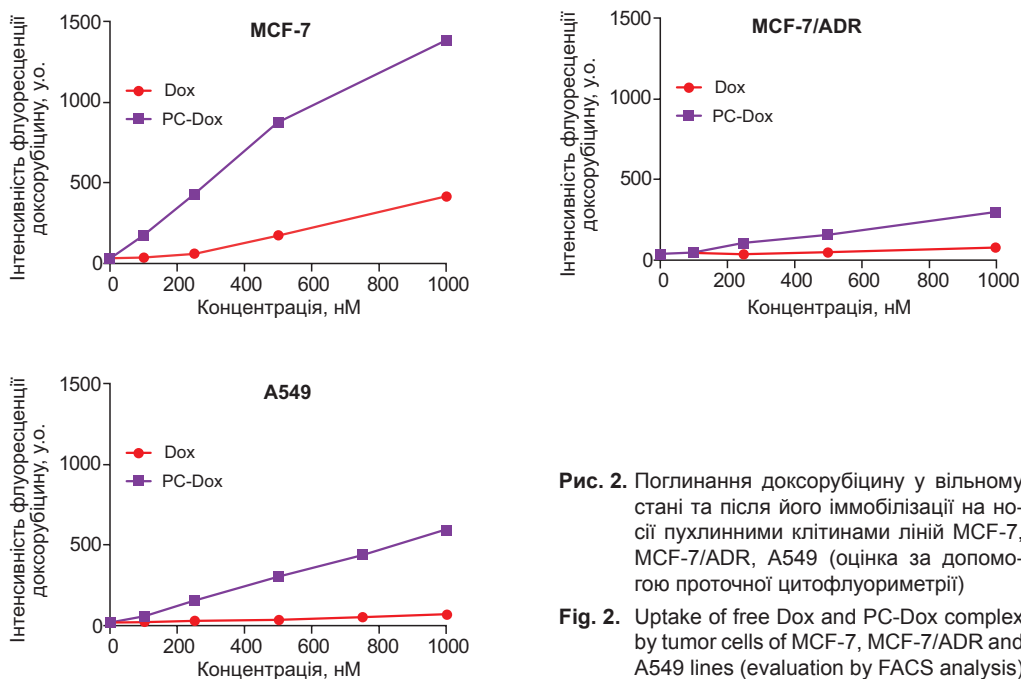 MCF-7
Інтенсивність флуоресценції
доксорубіцину, у.о.
1500
1000
500
0
Dox
PC-Dox
0 200 400 600 800 1000
Концентрація, нМ
MCF-7/ADR
Інтенсивність флуоресценції
доксорубіцину, у.о.
1500
1000
500
0
Dox
PC-Dox
0 200 400 600 800 1000
Концентрація, нМ
A549
Інтенсивність флуоресценції
доксорубіцину, у.о.
1500
1000
500
0
Dox
PC-Dox
0 200 400 600 800 1000
Концентрація, нМ
Рис. 2. Поглинання доксорубіцину у вільному
стані та після його іммобілізації на но-
сії пухлинними клітинами ліній MCF-7,
MCF-7/ADR, A549 (оцінка за допомо-
гою проточної цитофлуориметрії)
Fig. 2. Uptake of free Dox and PC-Dox complex
by tumor cells of MCF-7, MCF-7/ADR and
A549 lines (evaluation by FACS analysis)